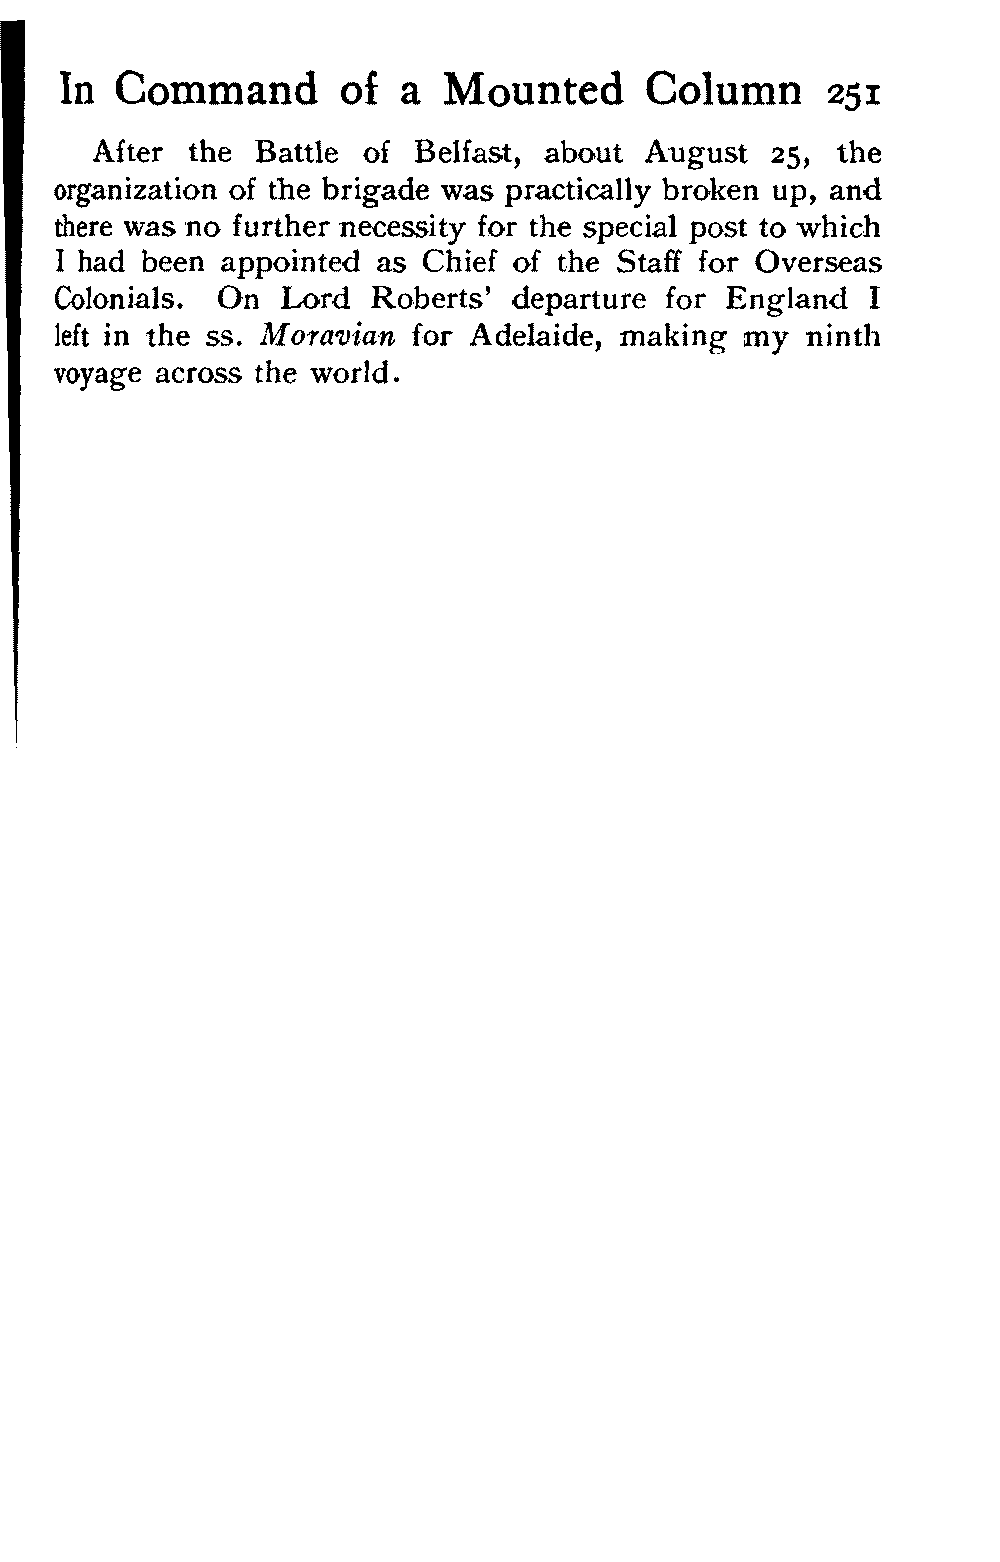 In Command of a Mounted Column 251
After the Battle of Belfast, about August 25, the
organization of the brigade was practically broken up, and
there was no further necessity for the special post to which
I had been appointed as Chief of the Staff for Overseas
Colonials. On Lord Roberts' departure for England I
left in the ss. Moravian for Adelaide, making my ninth
voyage across the world.